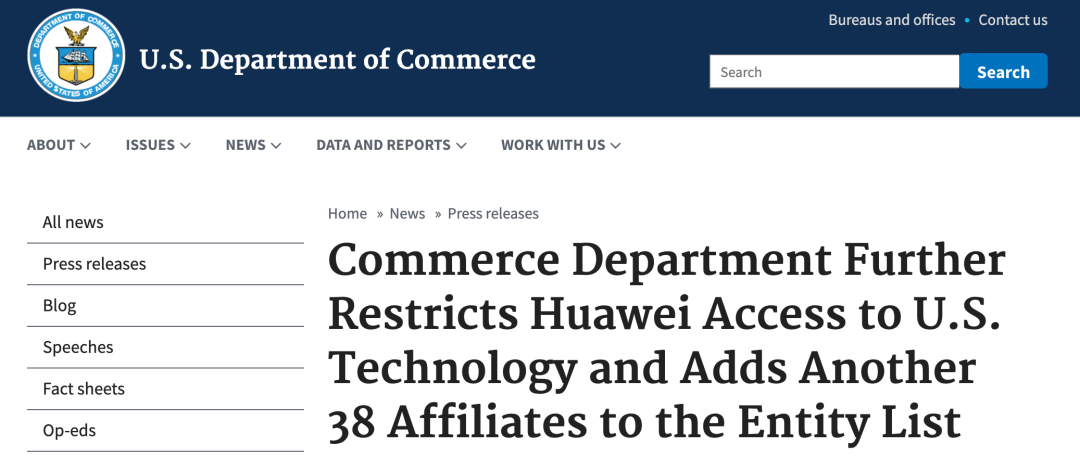 DEPARTMENT OF COMMERCE
UNITED STATES OF AMERICA
U.S. Department of Commerce
Bureaus and offices • Contact us
Search Search
ABOUT ISSUES NEWS DATA AND REPORTS WORK WITH US
All news
Press releases
Blog
Speeches
Fact sheets
Op-eds
Home » News » Press releases
Commerce Department Further
Restricts Huawei Access to U.S.
Technology and Adds Another
38 Affiliates to the Entity List